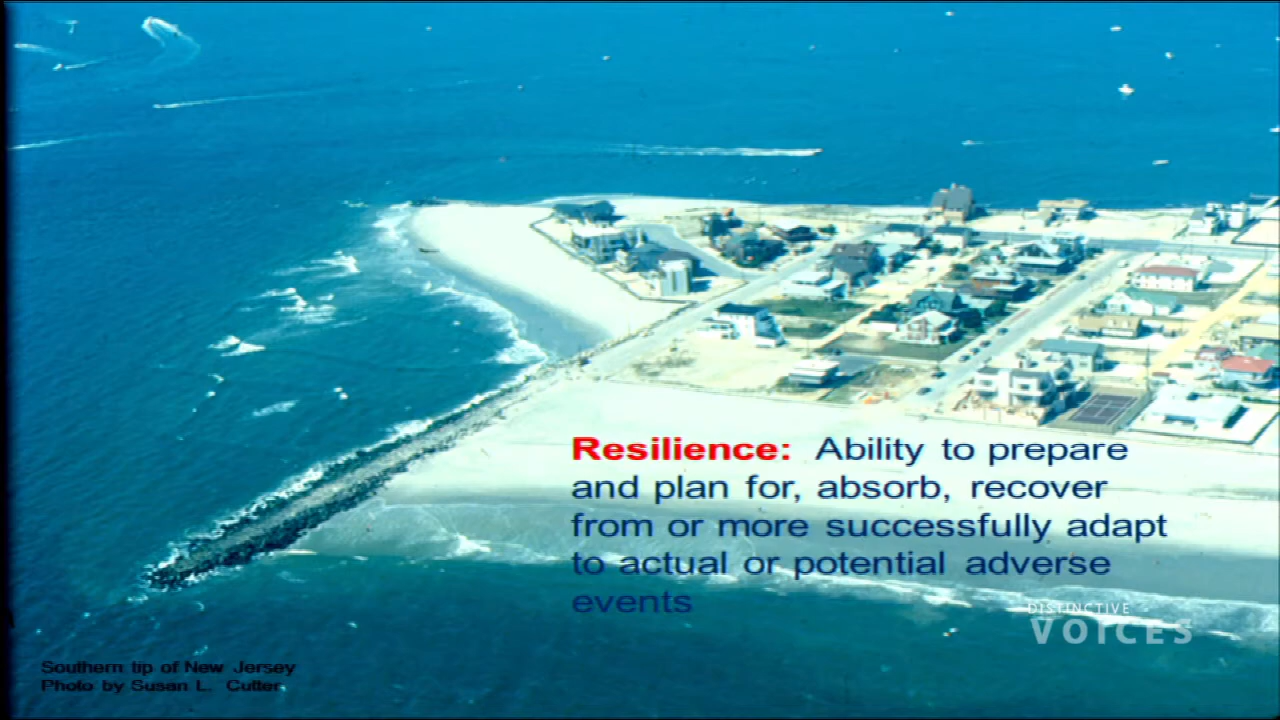 Resilience: Ability to prepare
and plan for, absorb, recover
from or more successfully adapt
to actual or potential adverse
events
DISTINCTIVE
VOICES
Southern tip of New Jersey
Photo by Susan L. Cutter